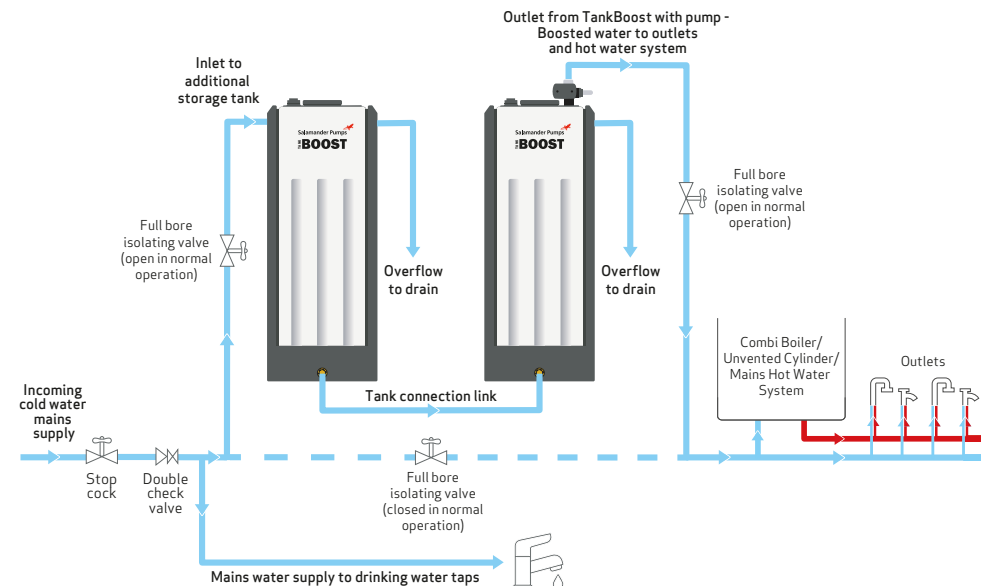 Outlet from TankBoost with pump -
Boosted water to outlets
and hot water system
Inlet to
additional
storage tank
Salamander Pumps
TANK BOOST
Salamander Pumps
TANK BOOST
Full bore
isolating valve
(open in normal
operation)
Full bore
isolating valve
(open in normal
operation)
Overflow
to drain
Overflow
to drain
Combi Boiler/
Unvented Cylinder/
Mains Hot Water
System
Outlets
Incoming
cold water
mains
supply
Tank connection link
Stop
cock
Double
check
valve
Full bore
isolating valve
(closed in normal
operation)
Mains water supply to drinking water taps